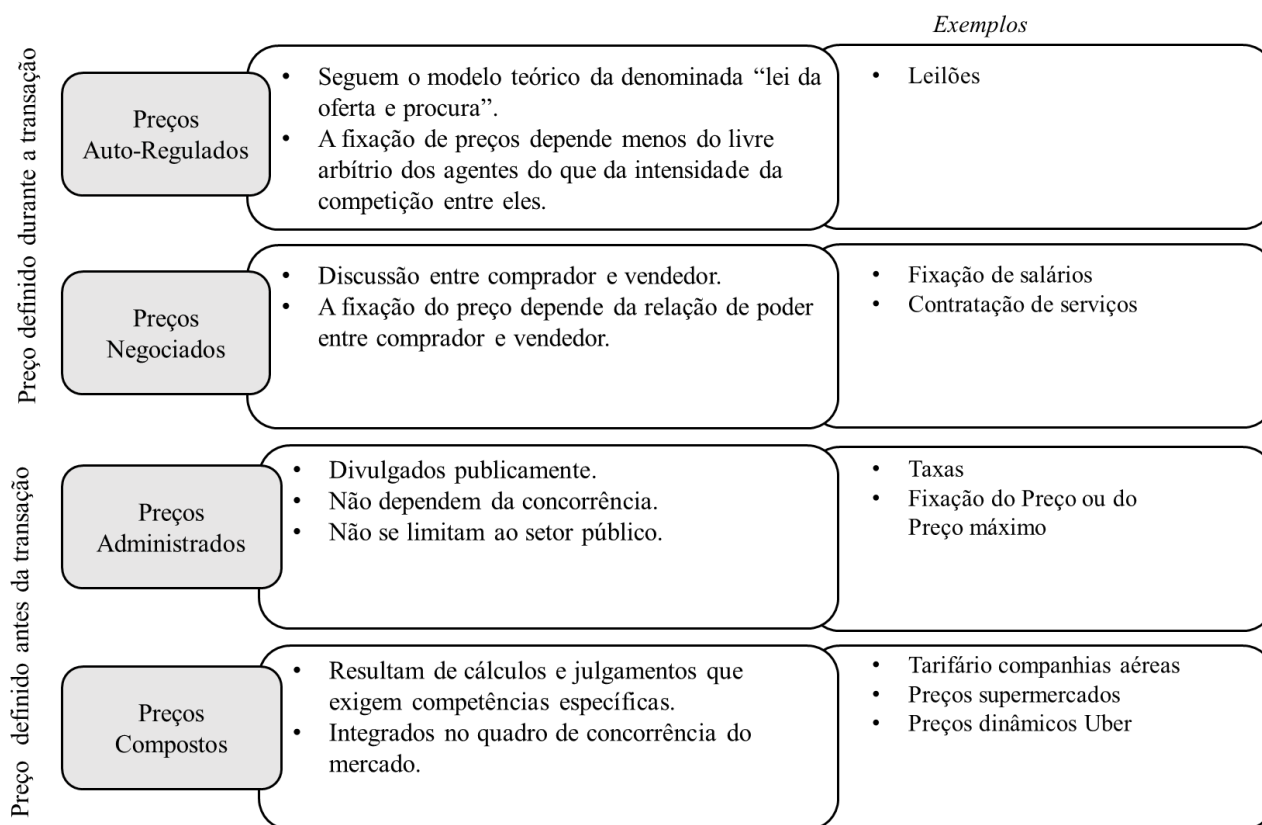 Exemplos
Preço definido durante a transação
Preços
Auto-Regulados
• Seguem o modelo teórico da denominada “lei da
oferta e procura”.
• A fixação de preços depende menos do livre
arbítrio dos agentes do que da intensidade da
competição entre eles.
• Leilões
Preços
Negociados
• Discussão entre comprador e vendedor.
• A fixação do preço depende da relação de poder
entre comprador e vendedor.
• Fixação de salários
• Contratação de serviços
Preço definido antes da transação
Preços
Administrados
• Divulgados publicamente.
• Não dependem da concorrência.
• Não se limitam ao setor público.
• Taxas
• Fixação do Preço ou do
Preço máximo
Preços
Compostos
• Resultam de cálculos e julgamentos que
exigem competências específicas.
• Integrados no quadro de concorrência do
mercado.
• Tarifário companhias aéreas
• Preços supermercados
• Preços dinâmicos Uber